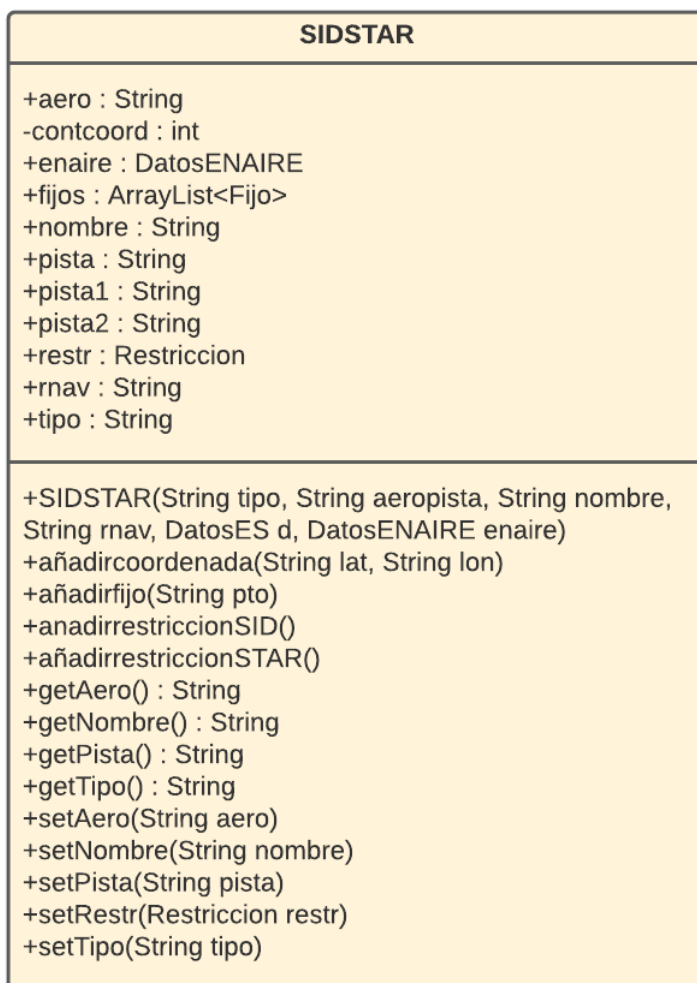 SIDSTAR
+aero : String
-contcoord : int
+enaire : DatosENAIRE
+fijos : ArrayList<Fijo>
+nombre : String
+pista : String
+pista1 : String
+pista2 : String
+restr : Restriccion
+rnav : String
+tipo : String
+SIDSTAR(String tipo, String aeropista, String nombre,
String rnav, DatosES d, DatosENAIRE enaire)
+añadircoordenada(String lat, String lon)
+añadirfijo(String pto)
+anadirrestriccionSID()
+añadirrestriccionSTAR()
+getAero() : String
+getNombre() : String
+getPista() : String
+getTipo() : String
+setAero(String aero)
+setNombre(String nombre)
+setPista(String pista)
+setRestr(Restriccion restr)
+setTipo(String tipo)